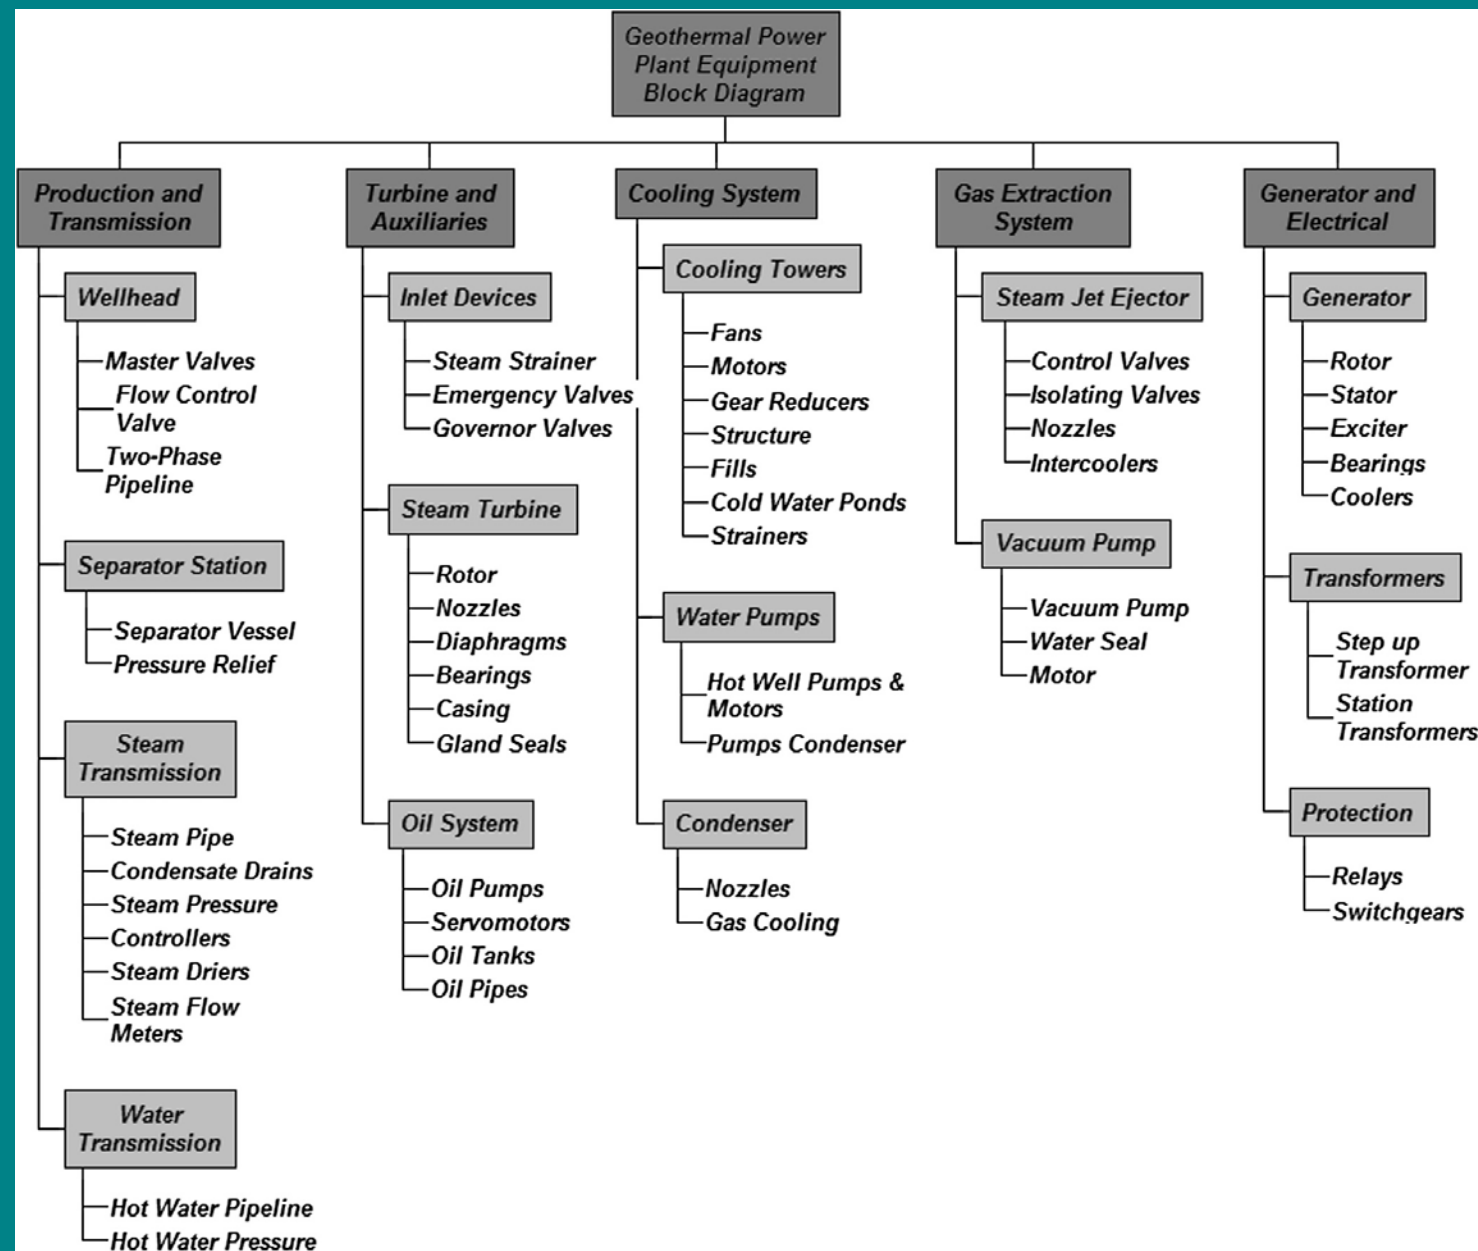 Geothermal Power
Plant Equipment
Block Diagram
Production and
Transmission
Wellhead
Master Valves
Flow Control
Valve
Two-Phase
Pipeline
Separator Station
Separator Vessel
Pressure Relief
Steam
Transmission
Steam Pipe
Condensate Drains
Steam Pressure
Controllers
Steam Driers
Steam Flow
Meters
Water
Transmission
Hot Water Pipeline
Hot Water Pressure
Turbine and
Auxiliaries
Inlet Devices
Steam Strainer
Emergency Valves
Governor Valves
Steam Turbine
Rotor
Nozzles
Diaphragms
Bearings
Casing
Gland Seals
Oil System
Oil Pumps
Servomotors
Oil Tanks
Oil Pipes
Cooling System
Cooling Towers
Fans
Motors
Gear Reducers
Structure
Fills
Cold Water Ponds
Strainers
Water Pumps
Hot Well Pumps &
Motors
Pumps Condenser
Condenser
Nozzles
Gas Cooling
Gas Extraction
System
Steam Jet Ejector
Control Valves
Isolating Valves
Nozzles
Intercoolers
Vacuum Pump
Vacuum Pump
Water Seal
Motor
Generator and
Electrical
Generator
Rotor
Stator
Exciter
Bearings
Coolers
Transformers
Step up
Transformer
Station
Transformers
Protection
Relays
Switchgears